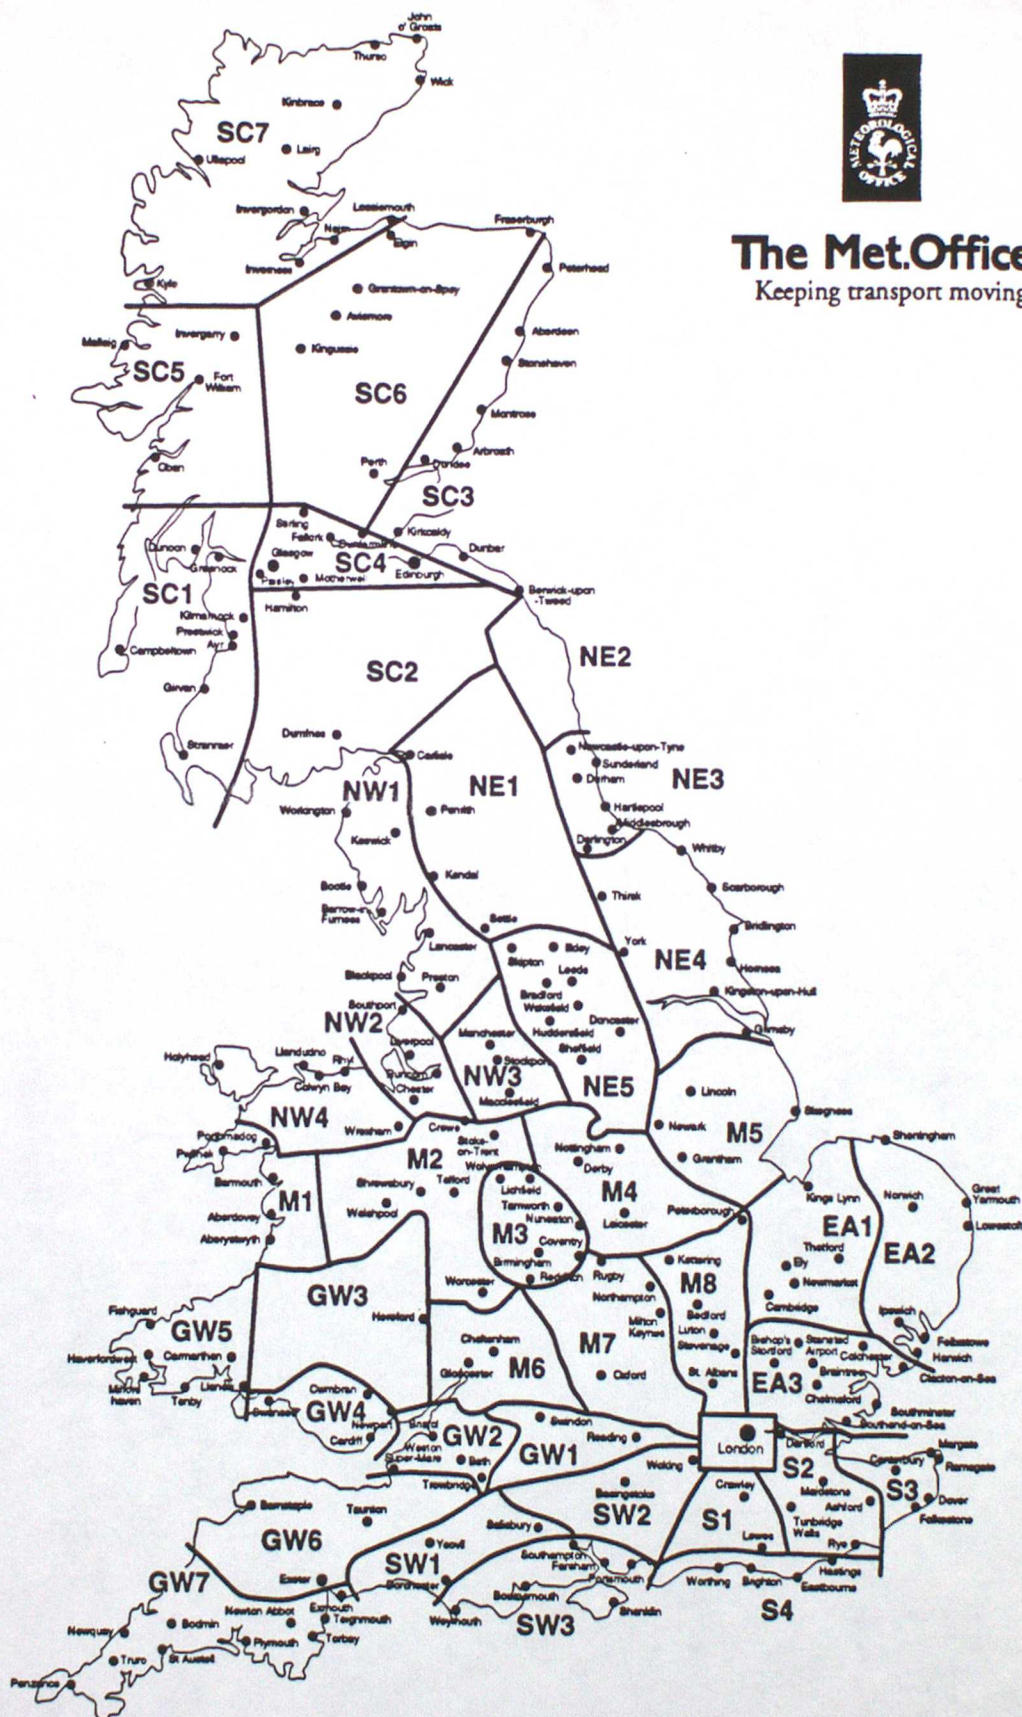 John
o' Groats
Thurso
Wick
Kinbrace
SC7
Lairg
Ullapool
METEOROLOGICAL
OFFICE
The Met.Office
Keeping transport moving
Invergordon
Lossiemouth
Nairn
Elgin
Fraserburgh
Inverness
Peterhead
Kyle
Grantown-on-Spey
Aviemore
Invergarry
Aberdeen
Mallaig
Kingussie
Stonehaven
SC5
Fort
William
SC6
Montrose
Oban
Perth
Dundee
Arbroath
SC3
Stirling
Falkirk
Kirkcaldy
Dunoon
Glasgow
SC4
Dunbar
Greenock
Paisley
Motherwell
Edinburgh
SC1
Hamilton
Berwick-upon
-Tweed
Kilmarnock
Prestwick
Ayr
Campbeltown
SC2
NE2
Girvan
Stranraer
Dumfries
Carlisle
Newcastle-upon-Tyne
Sunderland
Durham
NE3
NW1
NE1
Workington
Penrith
Hartlepool
Middlesbrough
Keswick
Darlington
Whitby
Bootle
Kendal
Thirsk
Scarborough
Barrow-in-
Furness
Settle
Bridlington
Lancaster
Skipton
Ilkley
York
NE4
Hornsea
Blackpool
Preston
Leeds
Bradford
Wakefield
Kingston-upon-Hull
Southport
Doncaster
NW2
Manchester
Huddersfield
Grimsby
Holyhead
Llandudno
Rhyl
Liverpool
Stockport
Sheffield
Colwyn Bay
Runcorn
NW3
NE5
Chester
Macclesfield
Lincoln
NW4
Wrexham
Crewe
Newark
M5
Skegness
Portmadog
Pwllheli
M2
Stoke-
on-Trent
Nottingham
Derby
Grantham
Sheringham
Barmouth
M1
Shrewsbury
Telford
Wolverhampton
Lichfield
M4
Kings Lynn
Norwich
Great
Yarmouth
Aberdovey
Welshpool
Tamworth
Nuneaton
Leicester
Peterborough
EA1
Lowestoft
Aberystwyth
M3
Coventry
EA2
Birmingham
Thetford
Ely
GW3
Worcester
Redditch
Rugby
Kettering
M8
Newmarket
Northampton
Bedford
Cambridge
Fishguard
Hereford
Milton
Keynes
Luton
Ipswich
GW5
Cheltenham
M7
Stevenage
Bishop's
Stortford
Stansted
Airport
Felixstowe
Harwich
Haverfordwest
Carmarthen
Gloucester
M6
Braintree
Colchester
Clacton-on-Sea
Milford
haven
Tenby
Llanelli
Oxford
St. Albans
EA3
Chelmsford
Swansea
Cwmbran
GW4
Newport
Cardiff
Bristol
Swindon
Southminster
Southend-on-Sea
Weston
Super-Mare
GW2
GW1
Reading
London
Dartford
Margate
Bath
Woking
S2
Canterbury
Ramsgate
Trowbridge
Basingstoke
Crawley
Maidstone
S3
Dover
Barnstaple
Taunton
Salisbury
SW2
S1
Ashford
Folkestone
Tunbridge
Wells
GW6
Yeovil
Lewes
Rye
SW1
Southampton
Fareham
Portsmouth
Hastings
GW7
Exeter
Dorchester
Bournemouth
Worthing
Brighton
Eastbourne
Exmouth
Newton Abbot
Teignmouth
Weymouth
Shanklin
S4
SW3
Newquay
Bodmin
Plymouth
Torbay
Truro
St Austell
Penzance